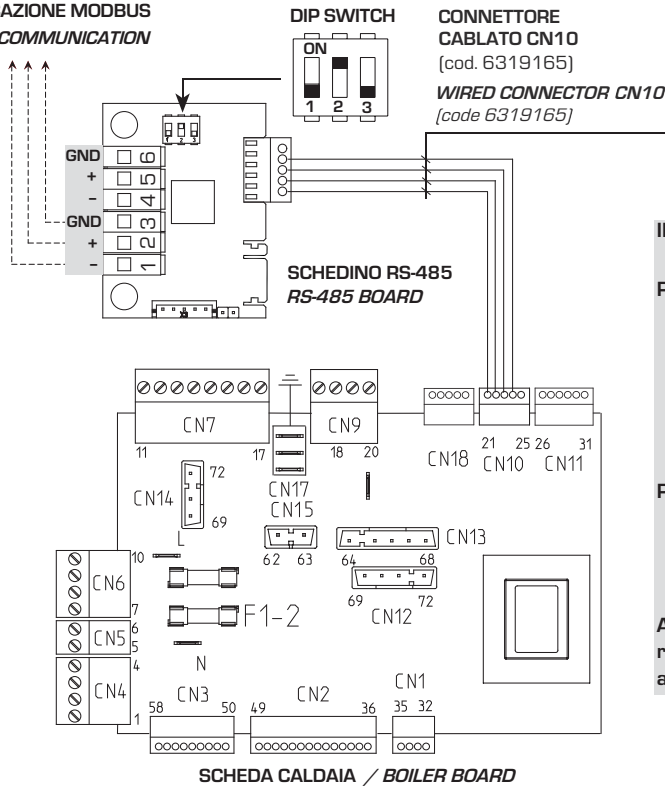 GAZIONE MODBUS
COMMUNICATION
DIP SWITCH
ON
1 2 3
CONNETTORE
CABLATO CN10
(cod. 6319165)
WIRED CONNECTOR CN10
(code 6319165)
1 2 3
GND 6
+ 5
- 4
GND 3
+ 2
- 1
SCHEDINO RS-485
RS-485 BOARD
CN7
11 17
CN9
18 20
CN18
21 25
CN10
26 31
CN11
CN17
CN14
72
69
CN15
62 63
CN13
64 68
CN12
69 72
L
F1-2
N
10
CN6
7
6
CN5
5
4
CN4
1
CN3
58 50
CN2
49 36
CN1
35 32
SCHEDA CALDAIA / BOILER BOARD